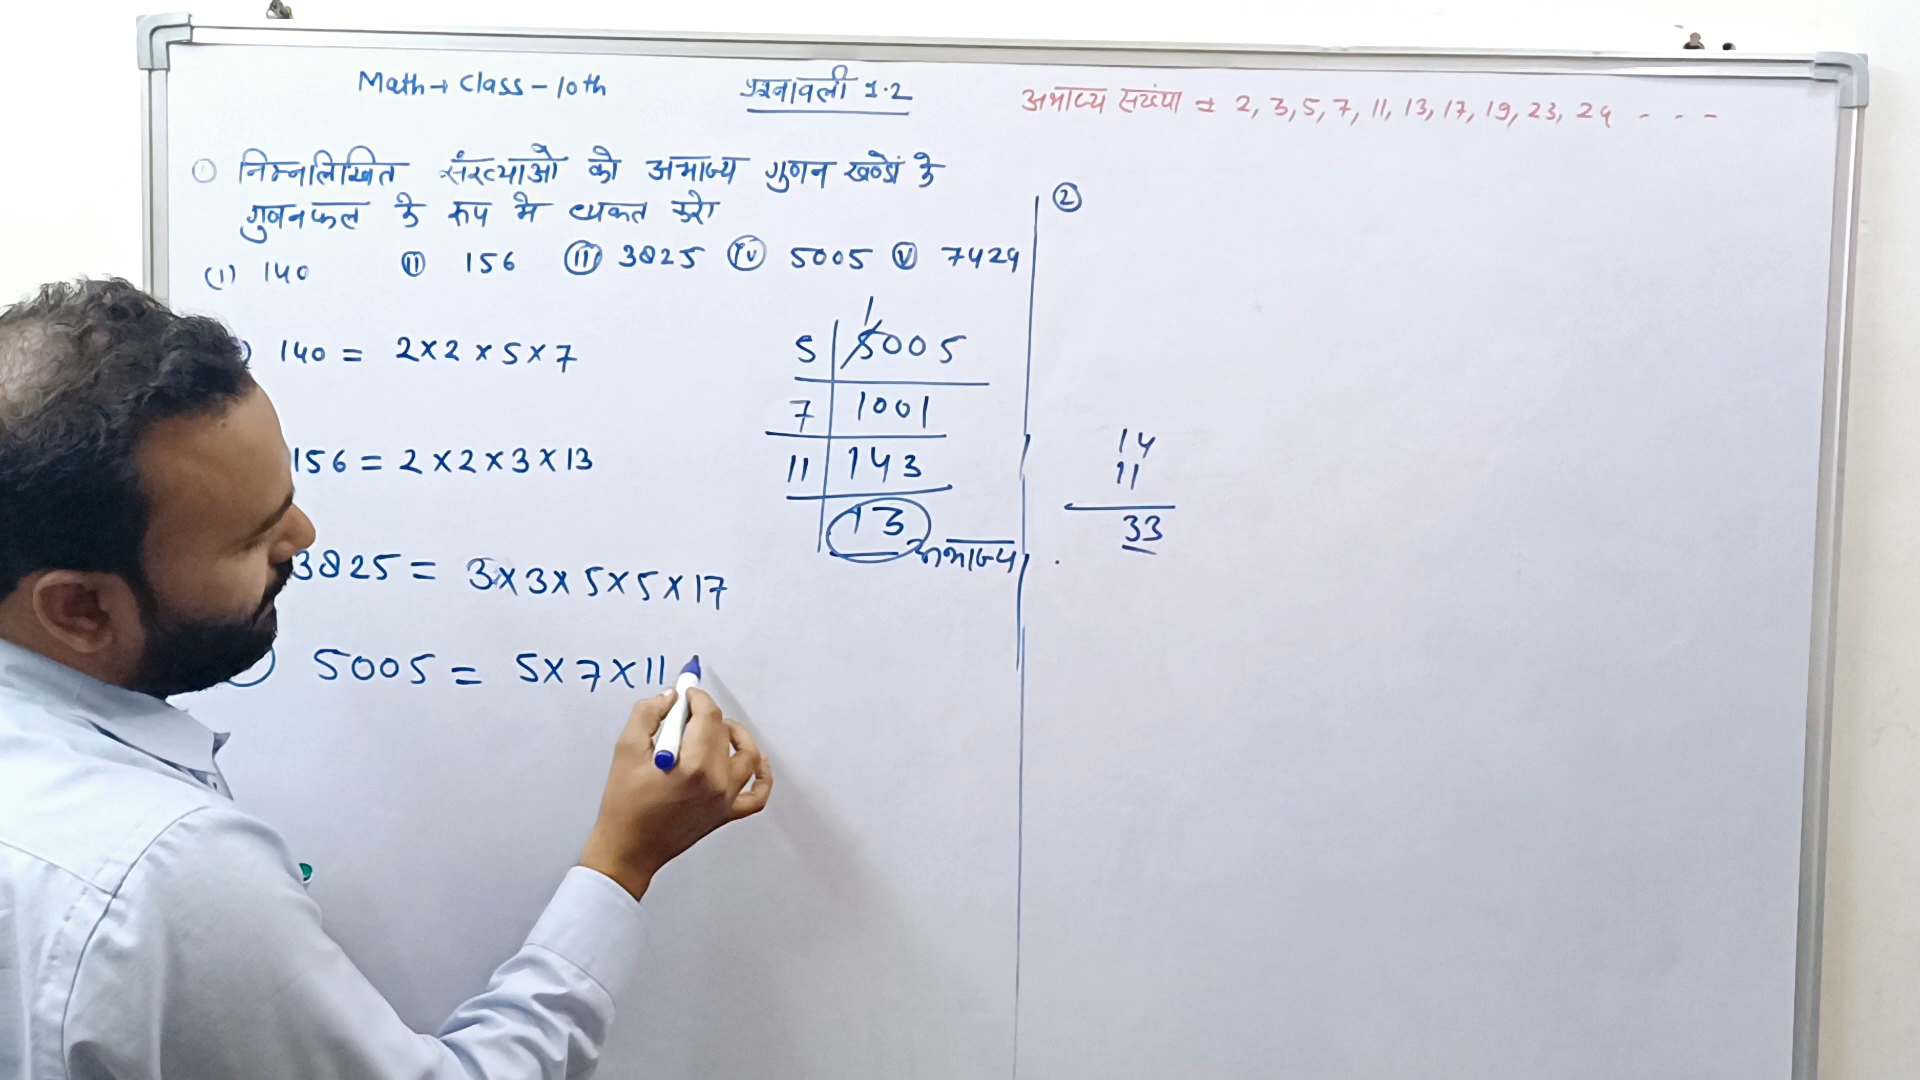 Math → Class - 10th
प्रश्नावली 1.2
अभाज्य संख्या = 2, 3, 5, 7, 11, 13, 17, 19, 23, 29 - - -
① निम्नलिखित संख्याओं को अभाज्य गुणन खण्डों के
गुणनफल के रूप में व्यक्त करो
(i) 140 ⅱ 156 ⅲ 3825 ⅳ 5005 ⅴ 7429
140 = 2×2×5×7
156 = 2×2×3×13
3825 = 3×3×5×5×17
5005 = 5×7×11
1
5 | 5005
7 | 1001
11 | 143
13 अभाज्य
②
14
11
33